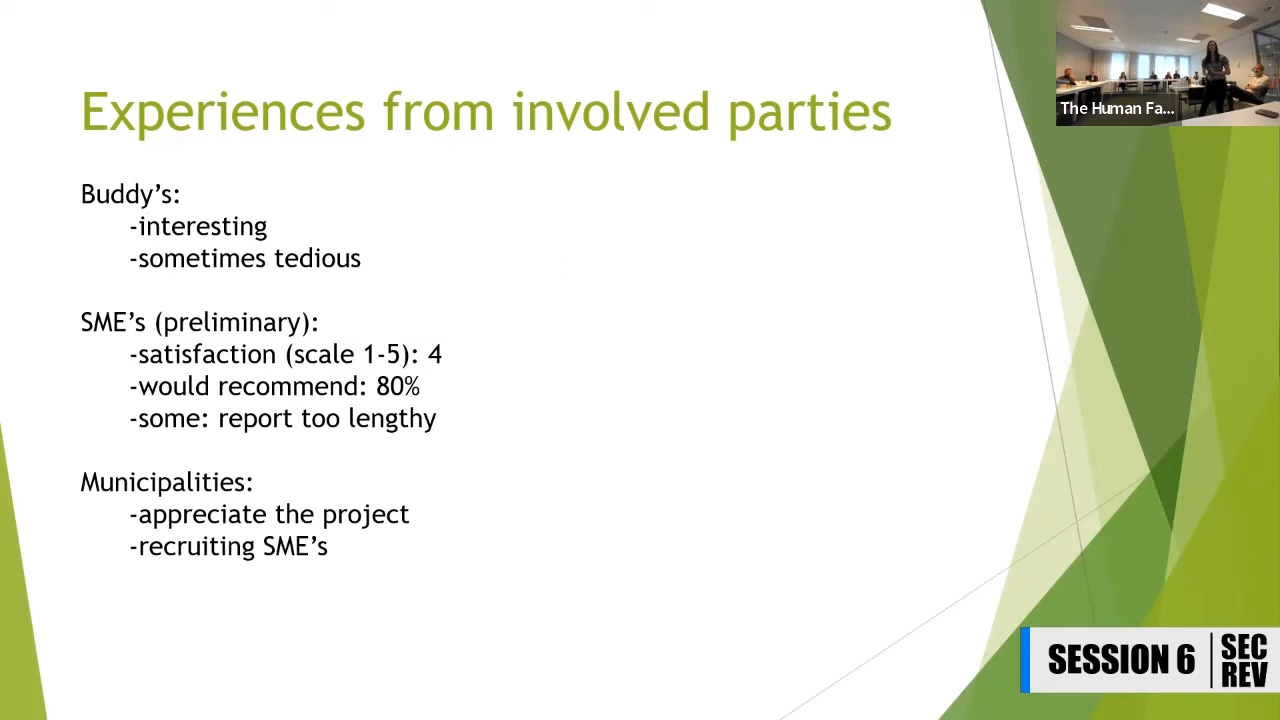 Experiences from involved parties
Buddy's:
-interesting
-sometimes tedious
SME's (preliminary):
-satisfaction (scale 1-5): 4
-would recommend: 80%
-some: report too lengthy
Municipalities:
-appreciate the project
-recruiting SME's
The Human Fa...
SESSION 6
SEC
REV